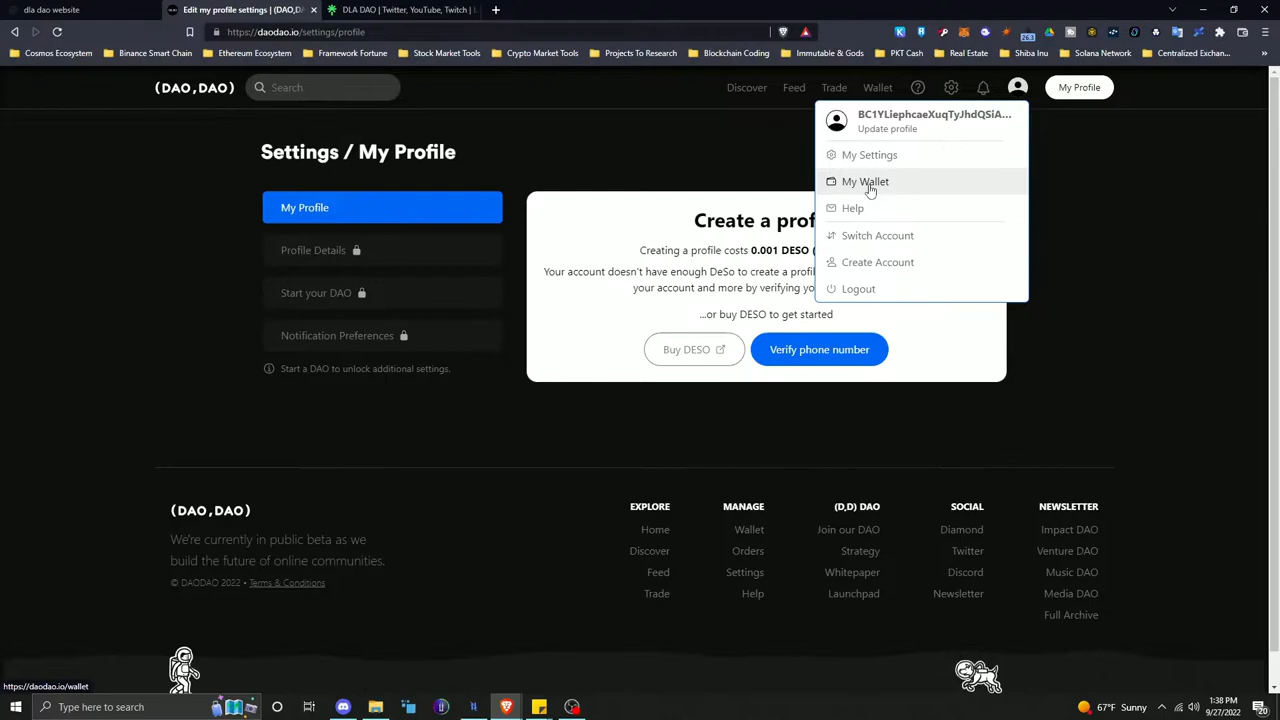 dla dao website
Edit my profile settings | (DAO,DA
DLA DAO | Twitter, YouTube, Twitch | L
https://daodao.io/settings/profile
26.3
Cosmos Ecosystem
Binance Smart Chain
Ethereum Ecosystem
Framework Fortune
Stock Market Tools
Crypto Market Tools
Projects To Research
Blockchain Coding
Immutable & Gods
PKT Cash
Real Estate
Shiba Inu
Solana Network
Centralized Exchan...
(DAO,DAO)
Search
Discover
Feed
Trade
Wallet
My Profile
BC1YLiephcaeXuqTyJhdQSiA...
Update profile
My Settings
My Wallet
Help
Switch Account
Create Account
Logout
Settings / My Profile
My Profile
Profile Details
Start your DAO
Notification Preferences
Start a DAO to unlock additional settings.
Create a prof
Creating a profile costs 0.001 DESO (
Your account doesn't have enough DeSo to create a profil
your account and more by verifying yo
...or buy DESO to get started
Buy DESO
Verify phone number
(DAO,DAO)
We're currently in public beta as we
build the future of online communities.
© DAODAO 2022 • Terms & Conditions
EXPLORE
Home
Discover
Feed
Trade
MANAGE
Wallet
Orders
Settings
Help
(D,D) DAO
Join our DAO
Strategy
Whitepaper
Launchpad
SOCIAL
Diamond
Twitter
Discord
Newsletter
NEWSLETTER
Impact DAO
Venture DAO
Music DAO
Media DAO
Full Archive
https://daodao.io/wallet
Type here to search
67°F Sunny
1:38 PM
9/27/2022
20